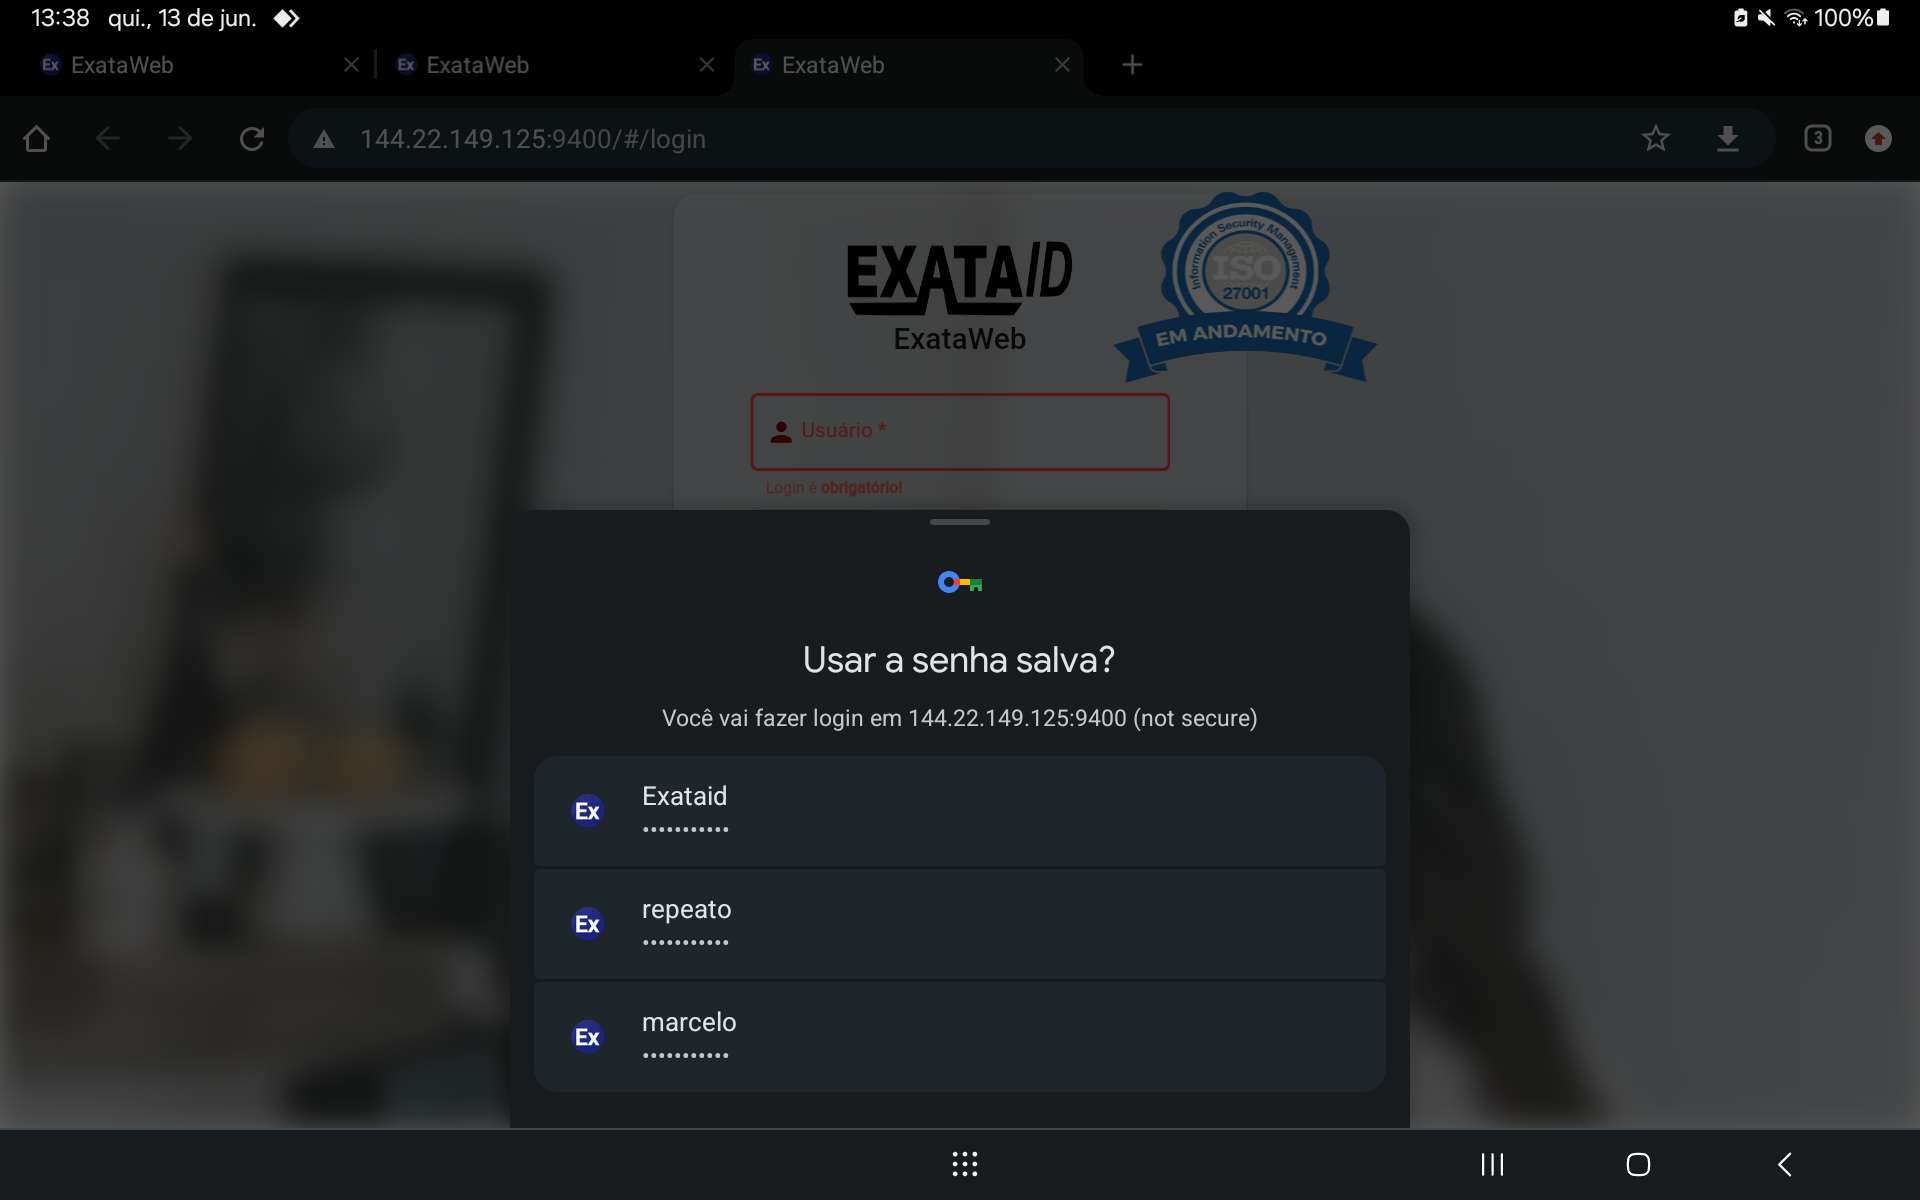 13:38 qui., 13 de jun. 100%
Ex ExataWeb Ex ExataWeb Ex ExataWeb
144.22.149.125:9400/#/login 3
EXATAID
ExataWeb
Information Security Management
ISO
27001
EM ANDAMENTO
Usuário *
Login é obrigatório!
Usar a senha salva?
Você vai fazer login em 144.22.149.125:9400 (not secure)
Ex Exataid
•••••••••••
Ex repeato
•••••••••••
Ex marcelo
•••••••••••